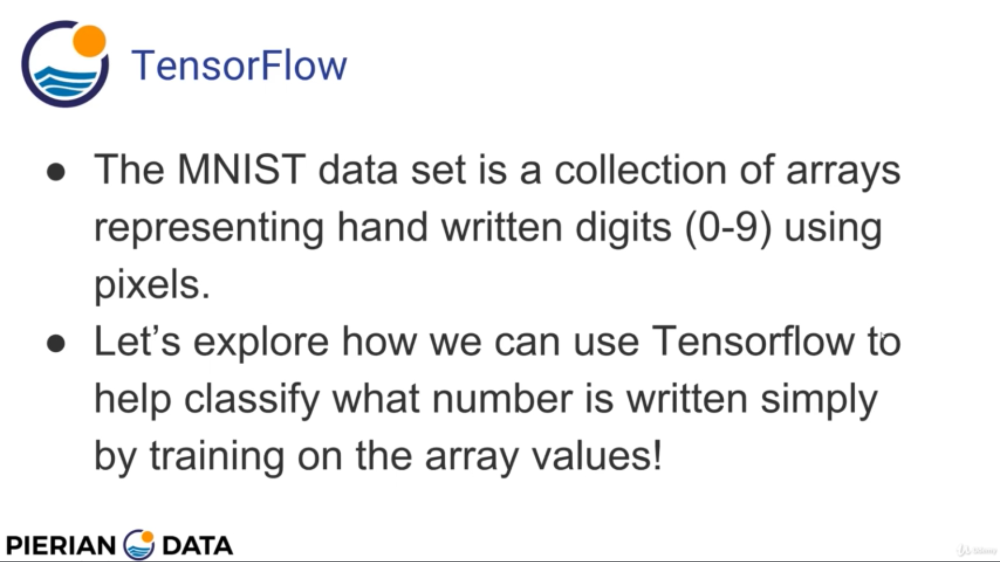 TensorFlow
● The MNIST data set is a collection of arrays
representing hand written digits (0-9) using
pixels.
● Let’s explore how we can use Tensorflow to
help classify what number is written simply
by training on the array values!
PIERIAN DATA
Udemy